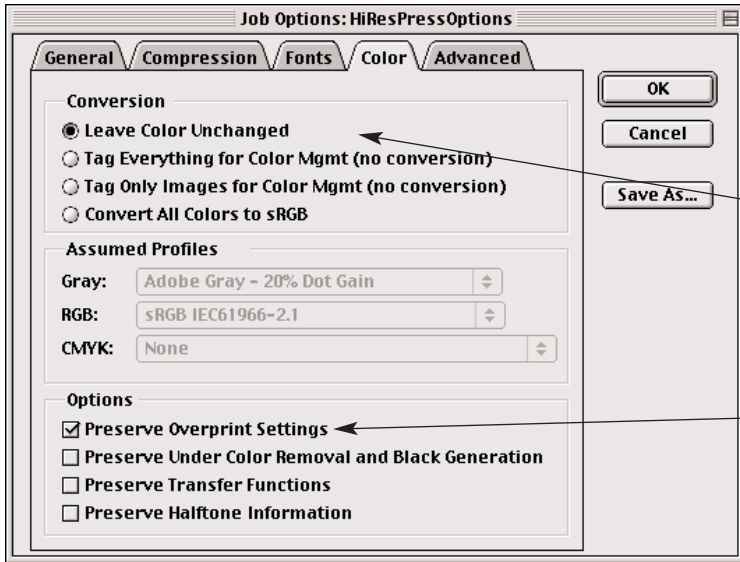 Job Options: HiResPressOptions
General Compression Fonts Color Advanced
OK
Cancel
Save As...
Conversion
Leave Color Unchanged
Tag Everything for Color Mgmt (no conversion)
Tag Only Images for Color Mgmt (no conversion)
Convert All Colors to sRGB
Assumed Profiles
Gray: Adobe Gray - 20% Dot Gain
RGB: sRGB IEC61966-2.1
CMYK: None
Options
Preserve Overprint Settings
Preserve Under Color Removal and Black Generation
Preserve Transfer Functions
Preserve Halftone Information